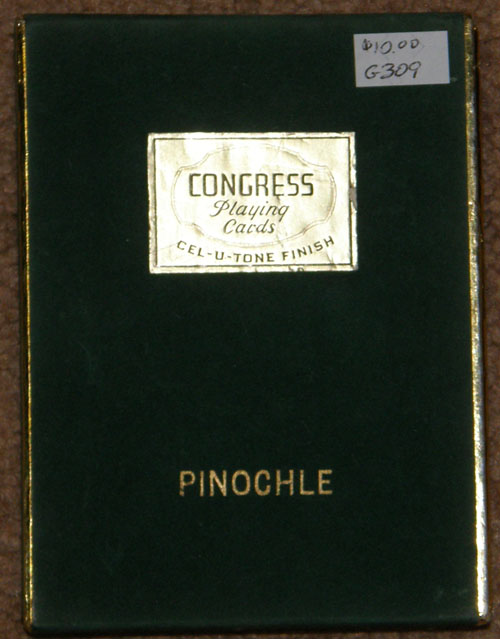 $10.00
G309
CONGRESS
Playing
Cards
CEL-U-TONE FINISH
PINOCHLE